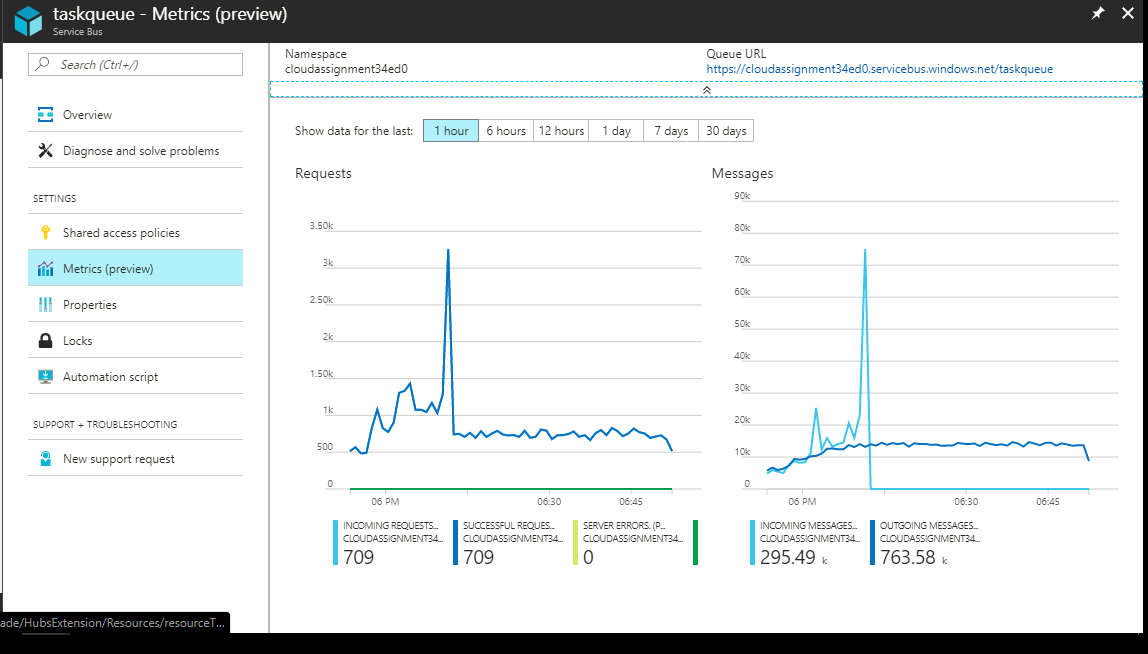 taskqueue - Metrics (preview)
Service Bus
Search (Ctrl+/)
Overview
Diagnose and solve problems
SETTINGS
Shared access policies
Metrics (preview)
Properties
Locks
Automation script
SUPPORT + TROUBLESHOOTING
New support request
ade/HubsExtension/Resources/resourceT...
Namespace
cloudassignment34ed0
Queue URL
https://cloudassignment34ed0.servicebus.windows.net/taskqueue
Show data for the last: 1 hour 6 hours 12 hours 1 day 7 days 30 days
Requests
3.50k
3k
2.50k
2k
1.50k
1k
500
0
06 PM 06:30 06:45
INCOMING REQUESTS...
CLOUDASSIGNMENT34...
709
SUCCESSFUL REQUES...
CLOUDASSIGNMENT34...
709
SERVER ERRORS. (P...
CLOUDASSIGNMENT34...
0
Messages
90k
80k
70k
60k
50k
40k
30k
20k
10k
0
06 PM 06:30 06:45
INCOMING MESSAGES...
CLOUDASSIGNMENT34...
295.49 k
OUTGOING MESSAGES...
CLOUDASSIGNMENT34...
763.58 k